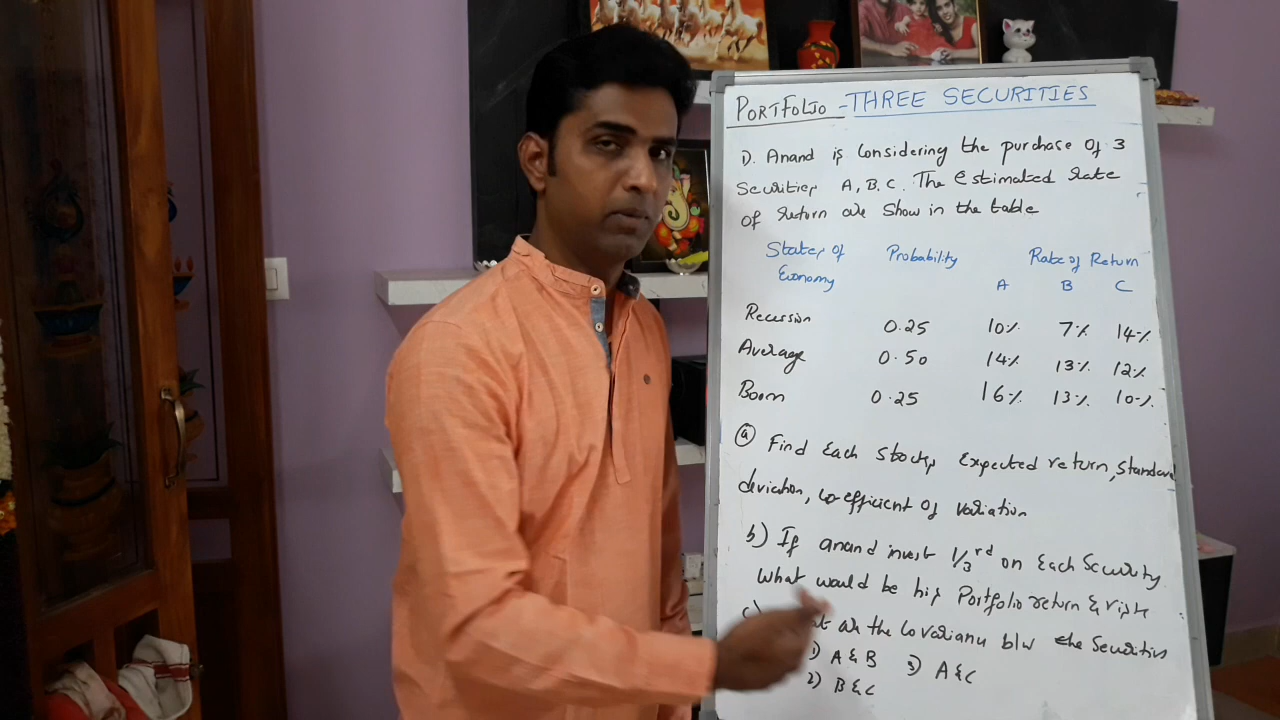 PORTFOLIO - THREE SECURITIES
1). Anand is Considering the purchase of 3
Securities A, B, C. The Estimated rate
of return are Show in the table
States of Probability Rate of Return
Economy A B C
Recession 0.25 10% 7% 14%
Average 0.50 14% 13% 12%
Boom 0.25 16% 13% 10%
(a) Find Each Stocks Expected return, Standard
deviation, Co-efficient of Variation
b) If anand invest 1/3rd on Each Security
What would be his Portfolio return & risk
c) are the Covariance b/w the Securities
1) A & B 3) A & C
2) B & C